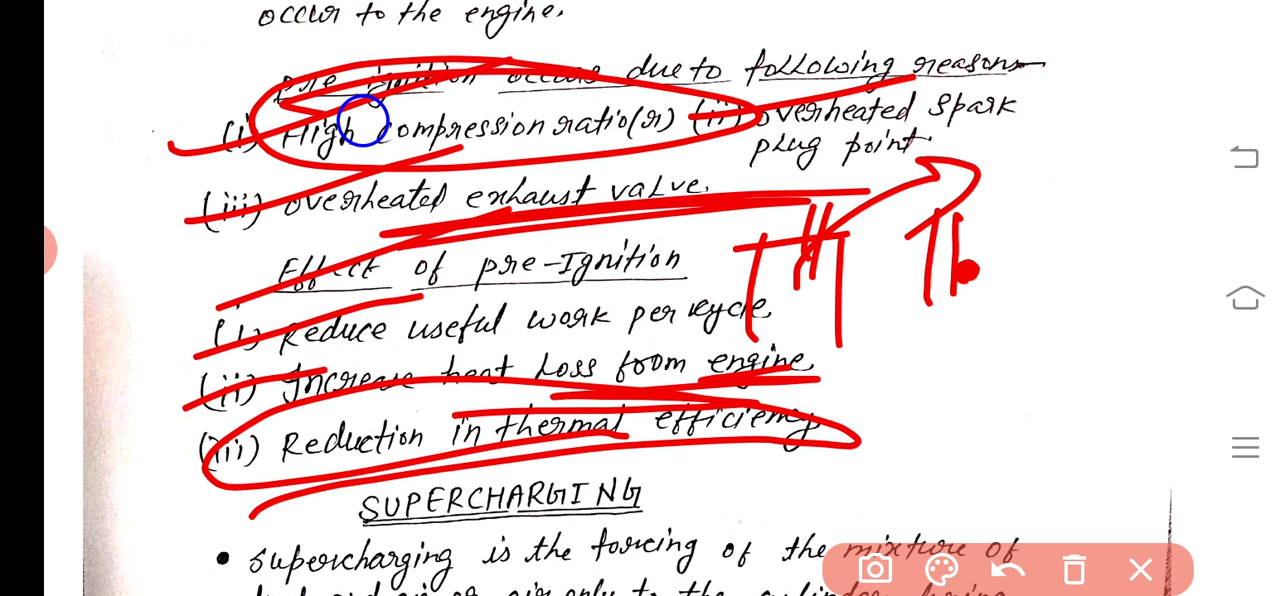 occur to the engine.
Pre ignition occurs due to following reasons
(i) High compression ratio(r) (ii) overheated spark
plug point
(iii) overheated exhaust valve.
Effect of pre-Ignition
(i) Reduce useful work per cycle.
(ii) Increase heat loss from engine.
(iii) Reduction in thermal efficiency
SUPERCHARGING
• Supercharging is the forcing of the mixture of